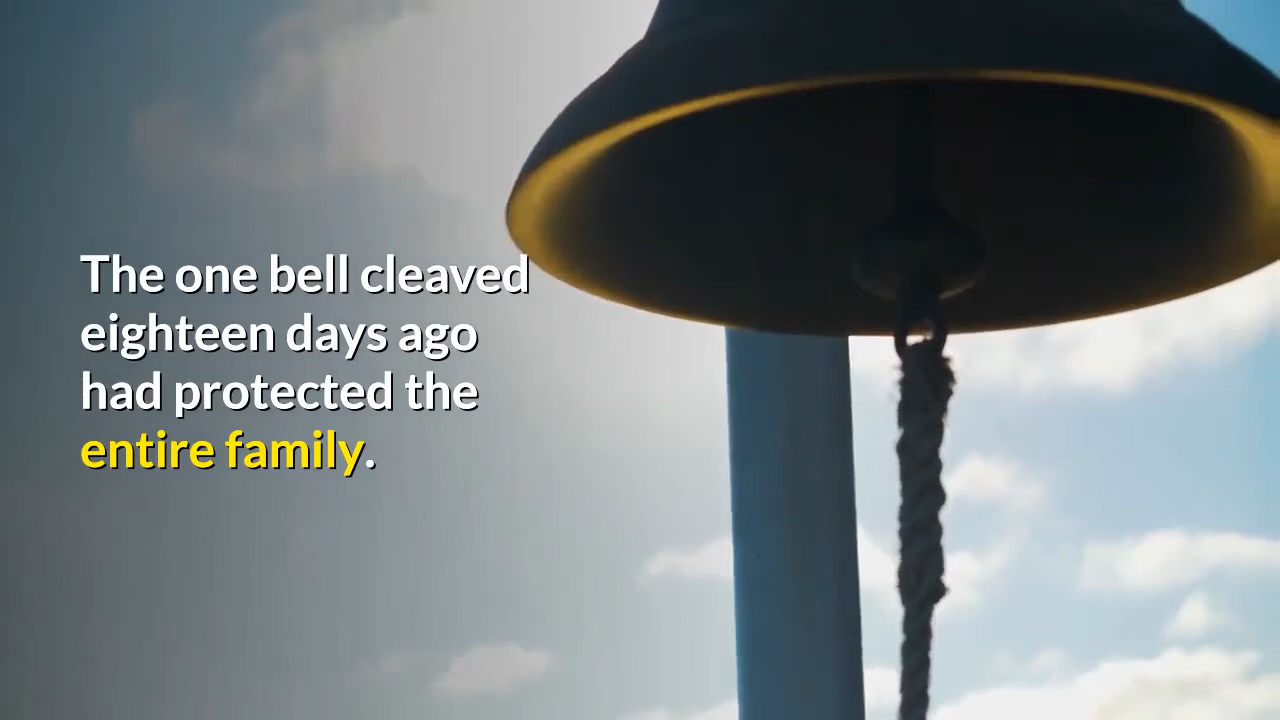 The one bell cleaved
eighteen days ago
had protected the
entire family.